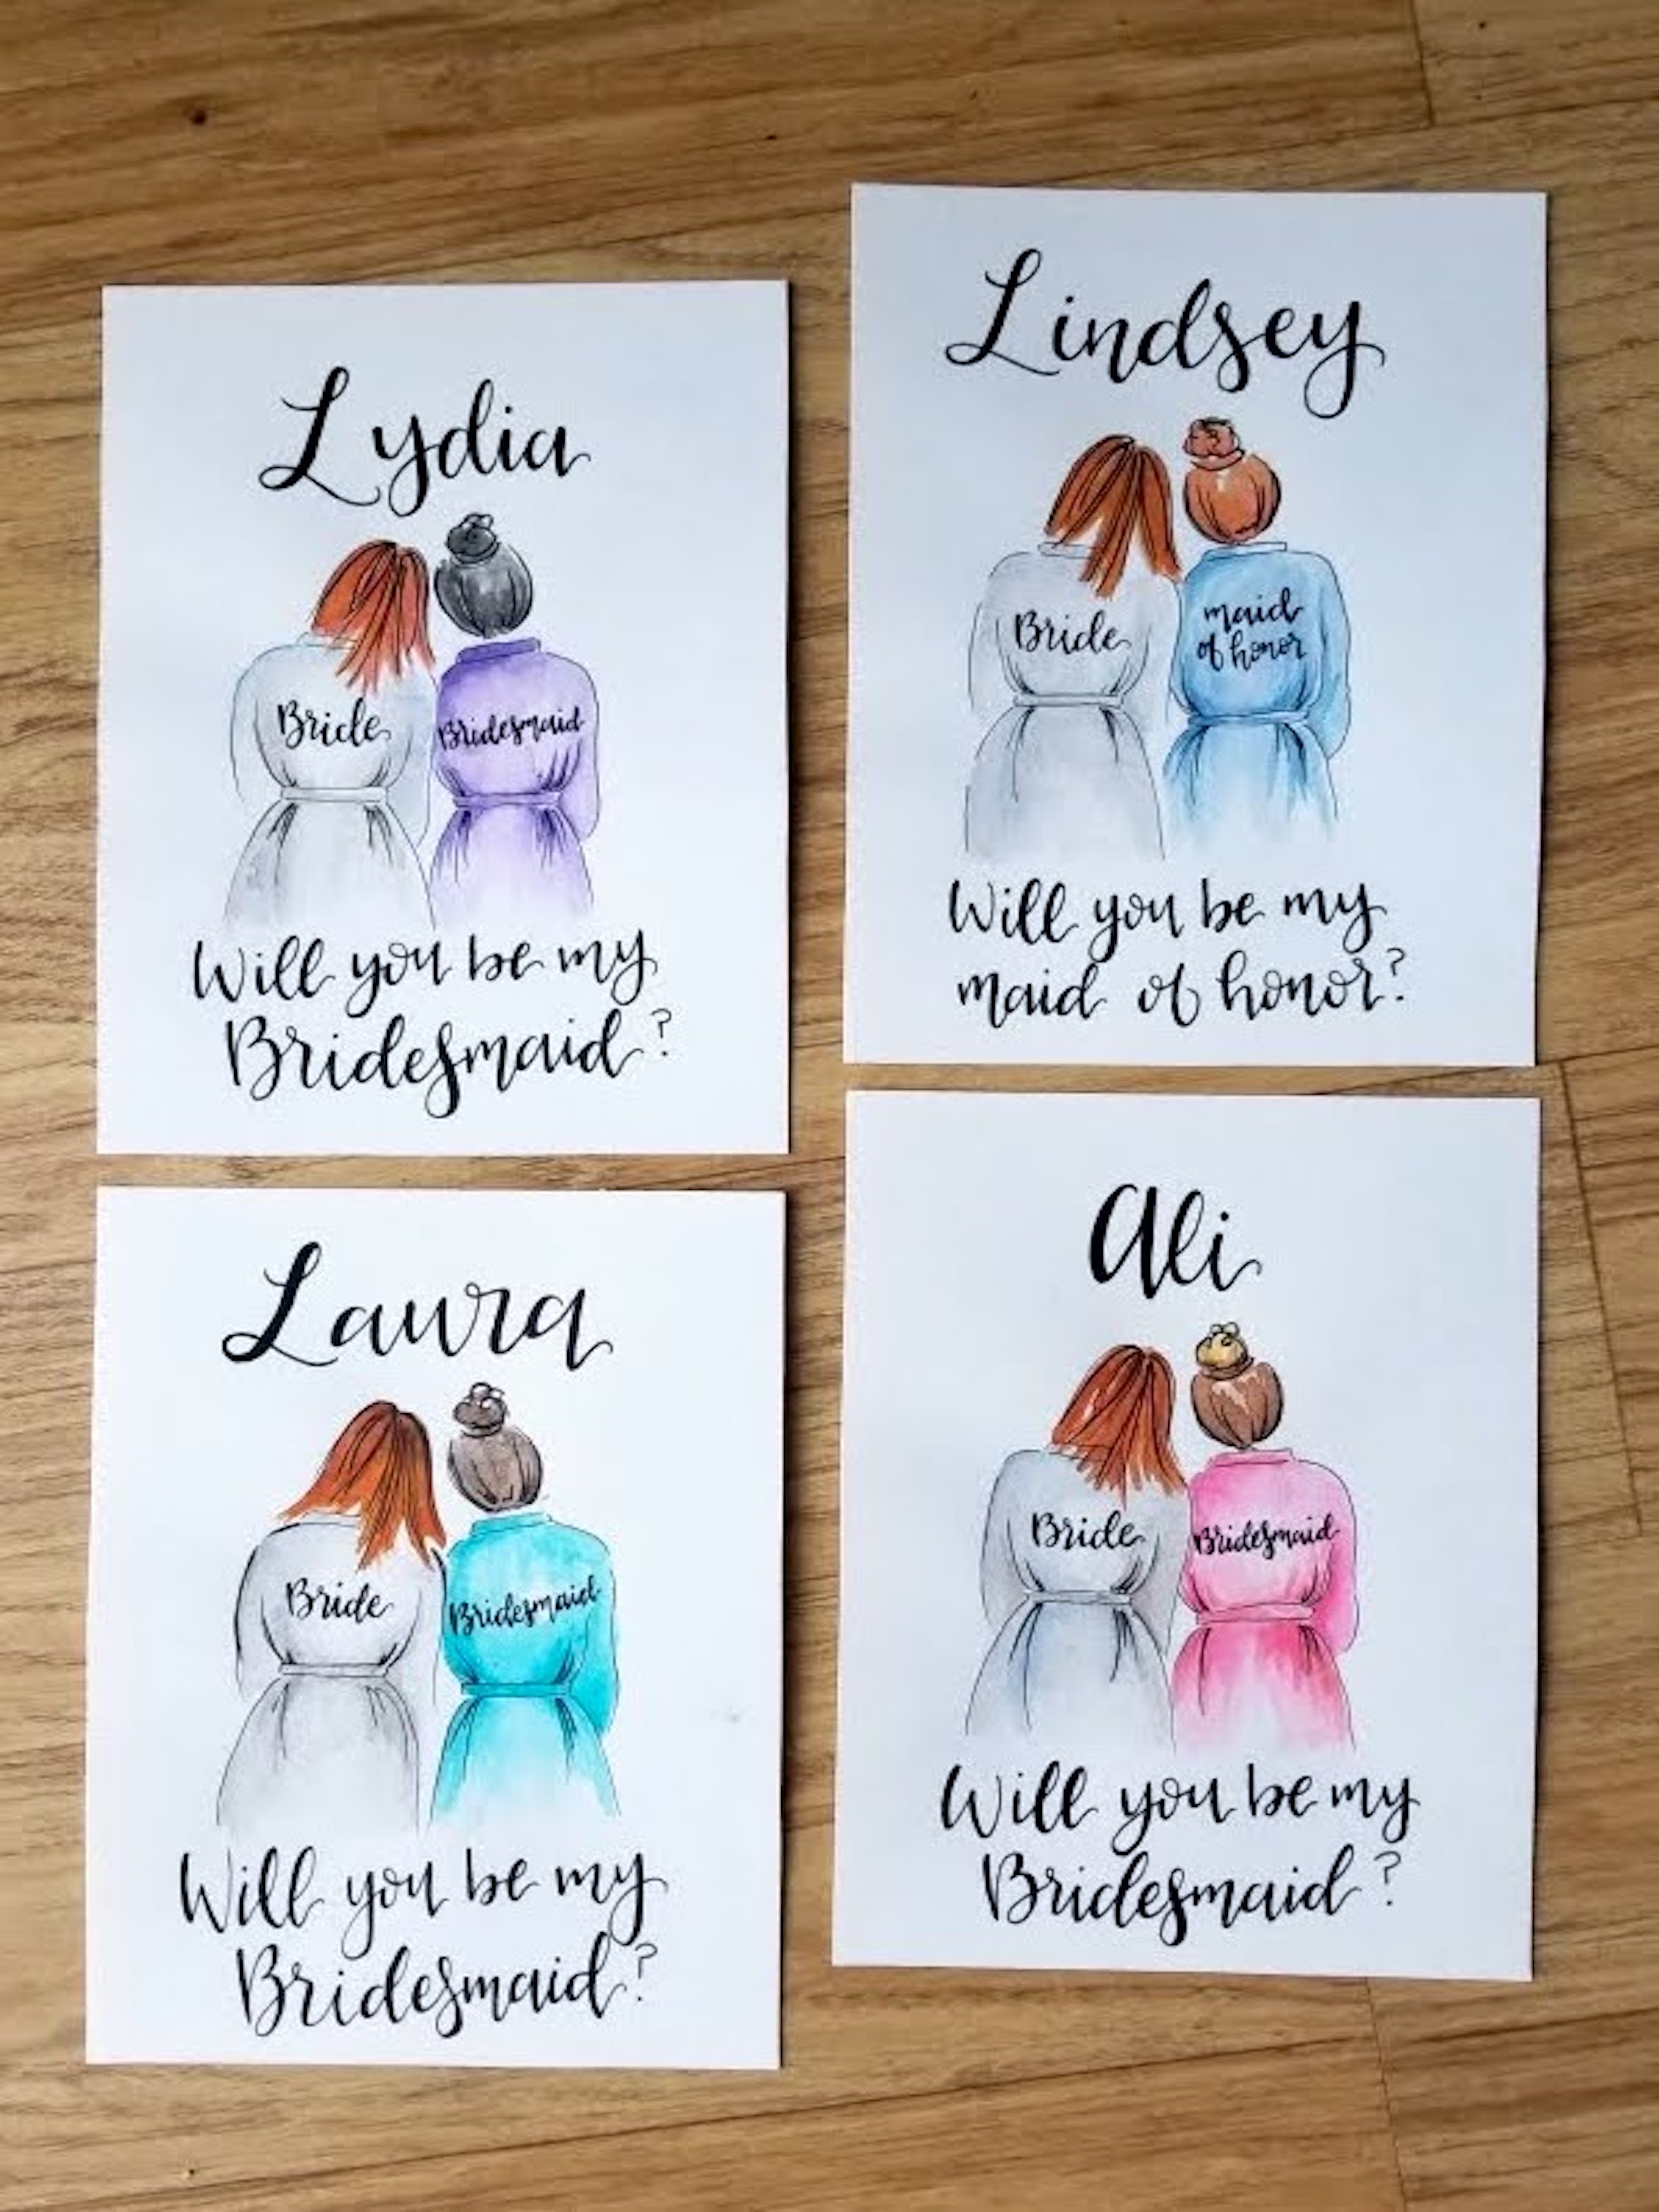 Lydia
Bride
Bridesmaid
Will you be my
Bridesmaid?
Lindsey
Bride
maid
of honor
Will you be my
maid of honor?
Laura
Bride
Bridesmaid
Will you be my
Bridesmaid?
Ali
Bride
Bridesmaid
Will you be my
Bridesmaid?